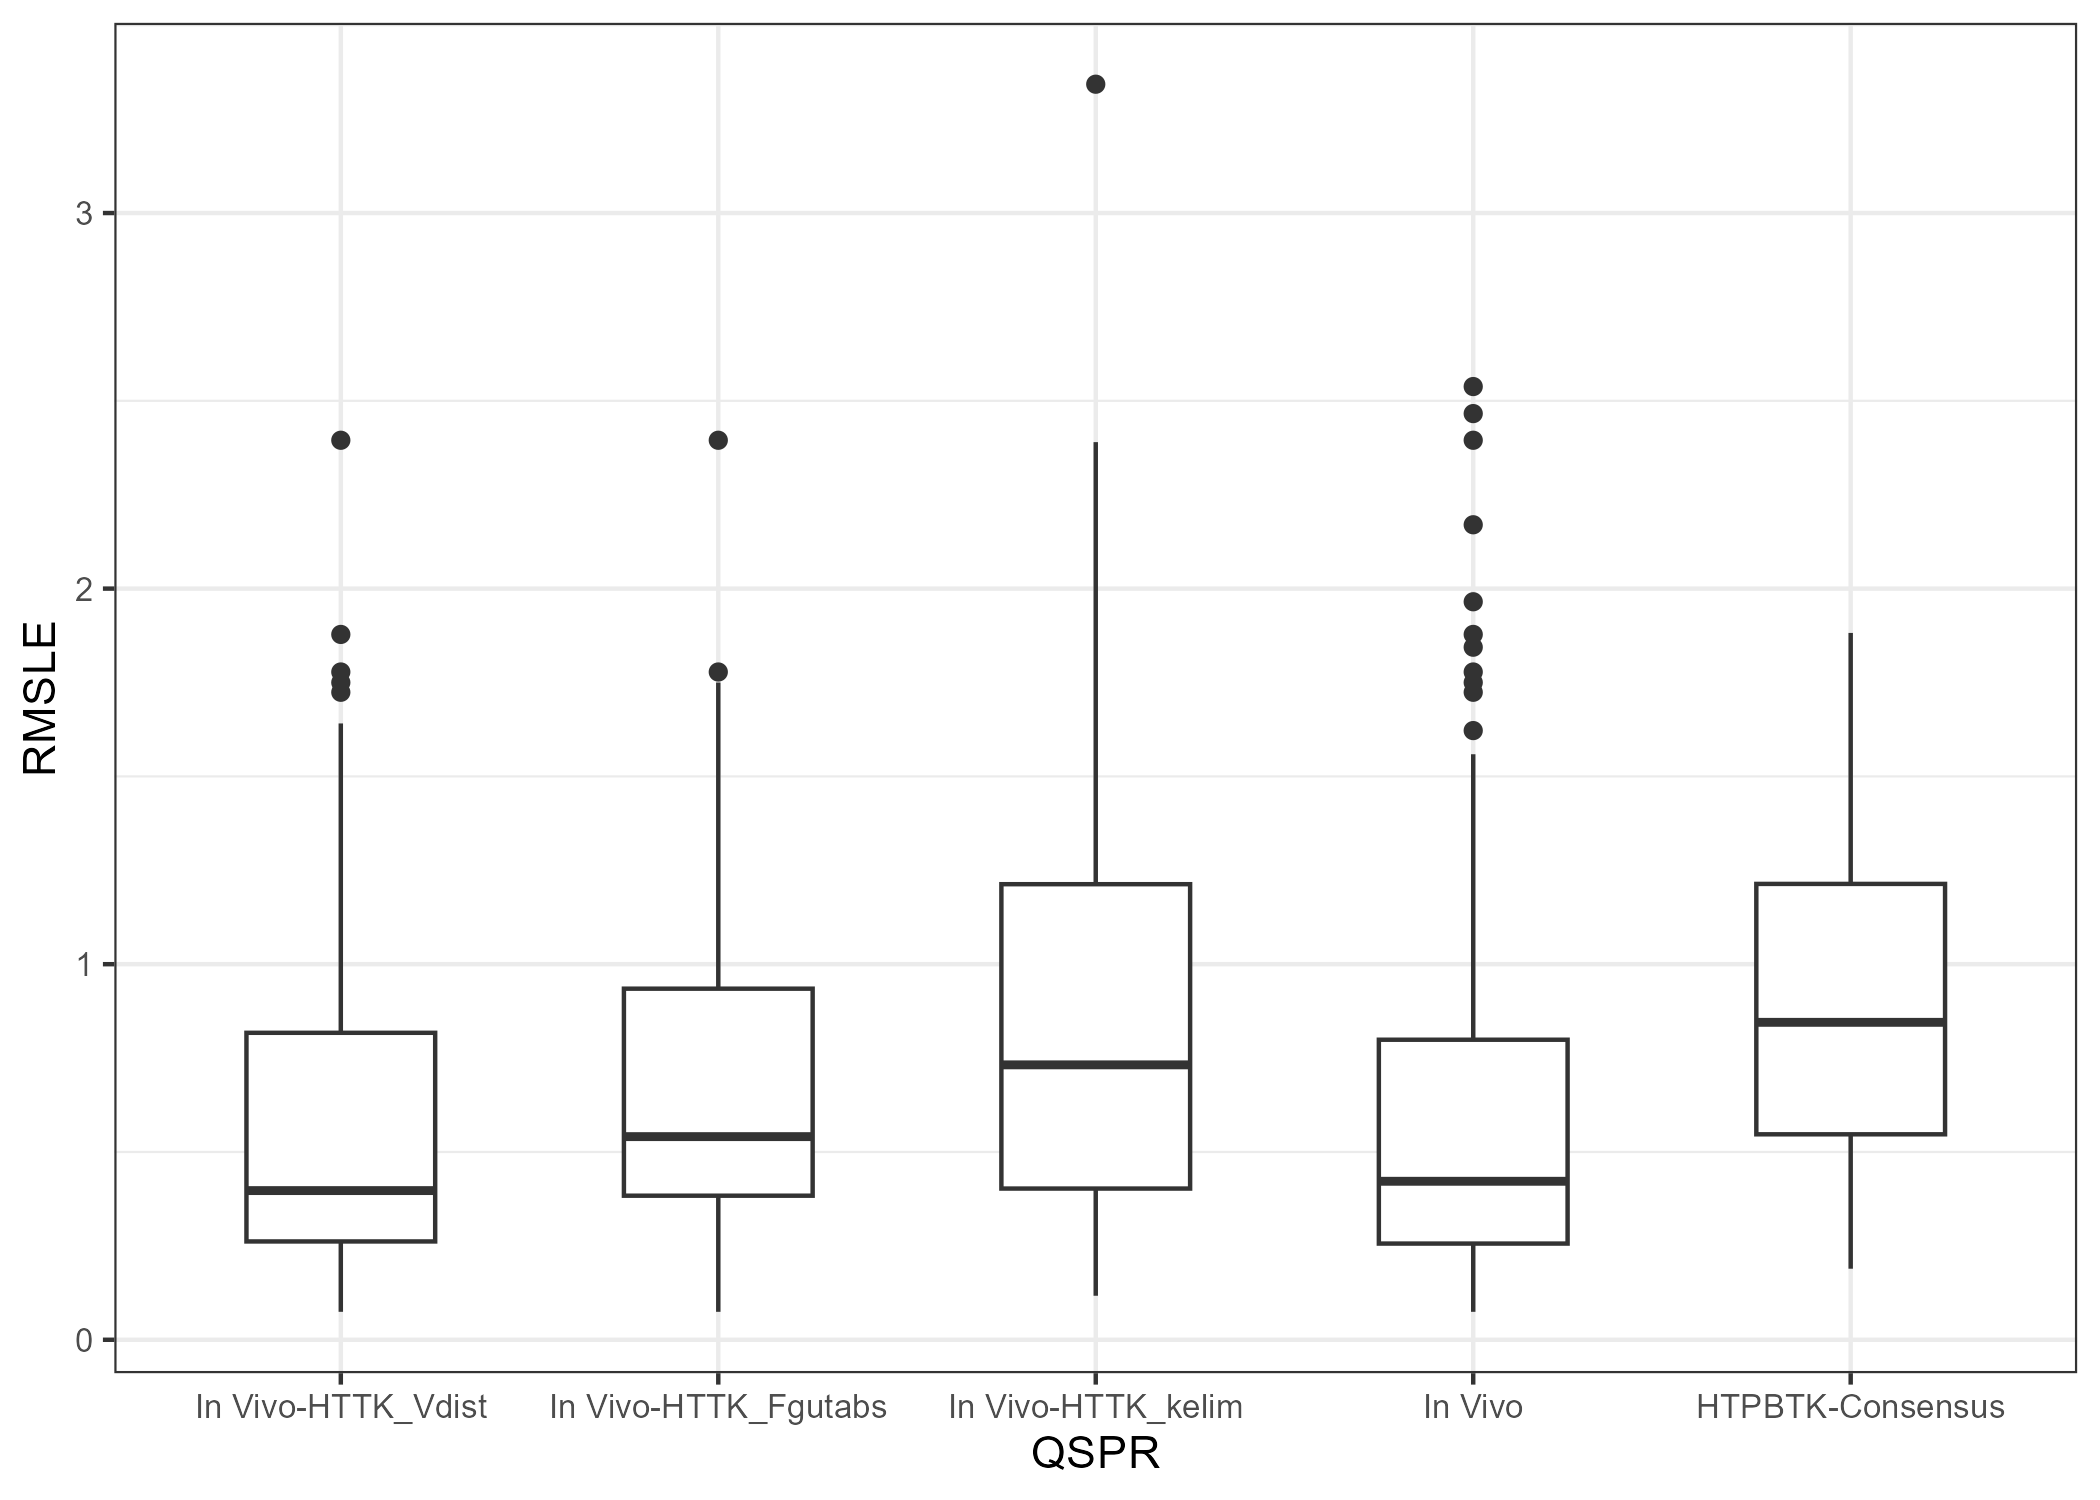 RMSLE
3
2
1
0
In Vivo-HTTK_Vdist In Vivo-HTTK_Fgutabs In Vivo-HTTK_kelim In Vivo HTPBTK-Consensus
QSPR